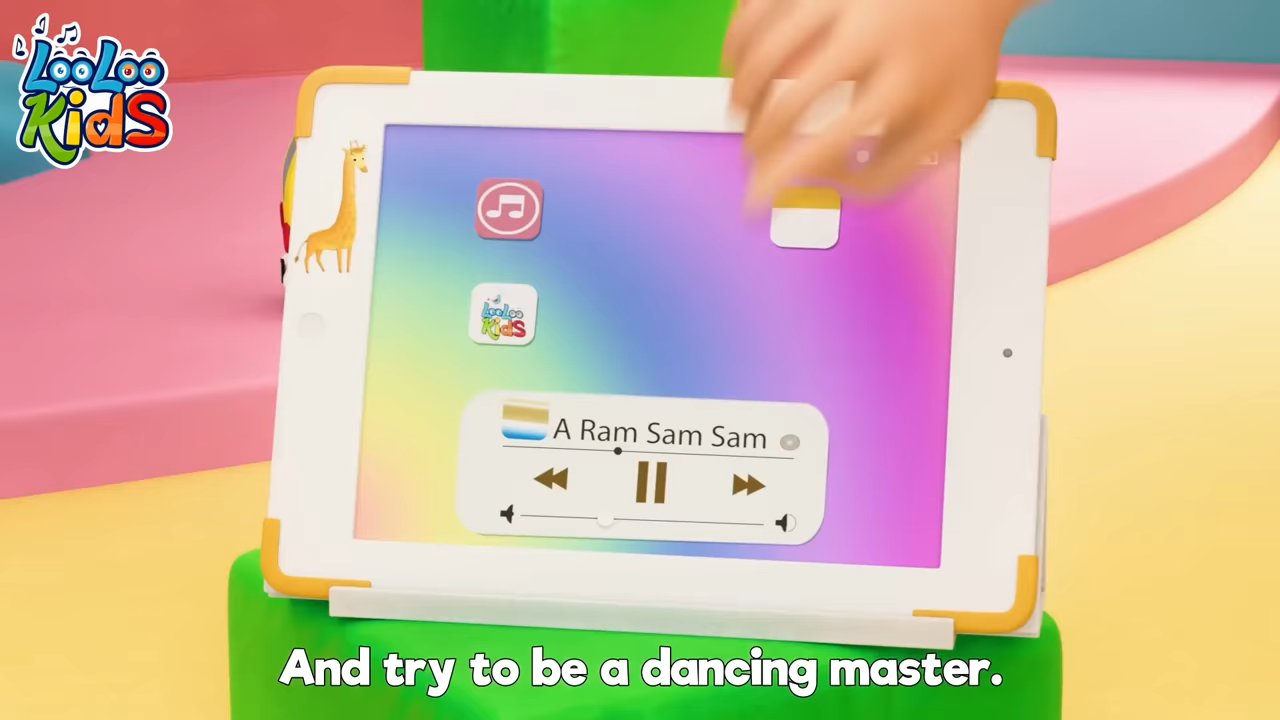 LooLoo
Kids
LooLoo
Kids
A Ram Sam Sam
And try to be a dancing master.